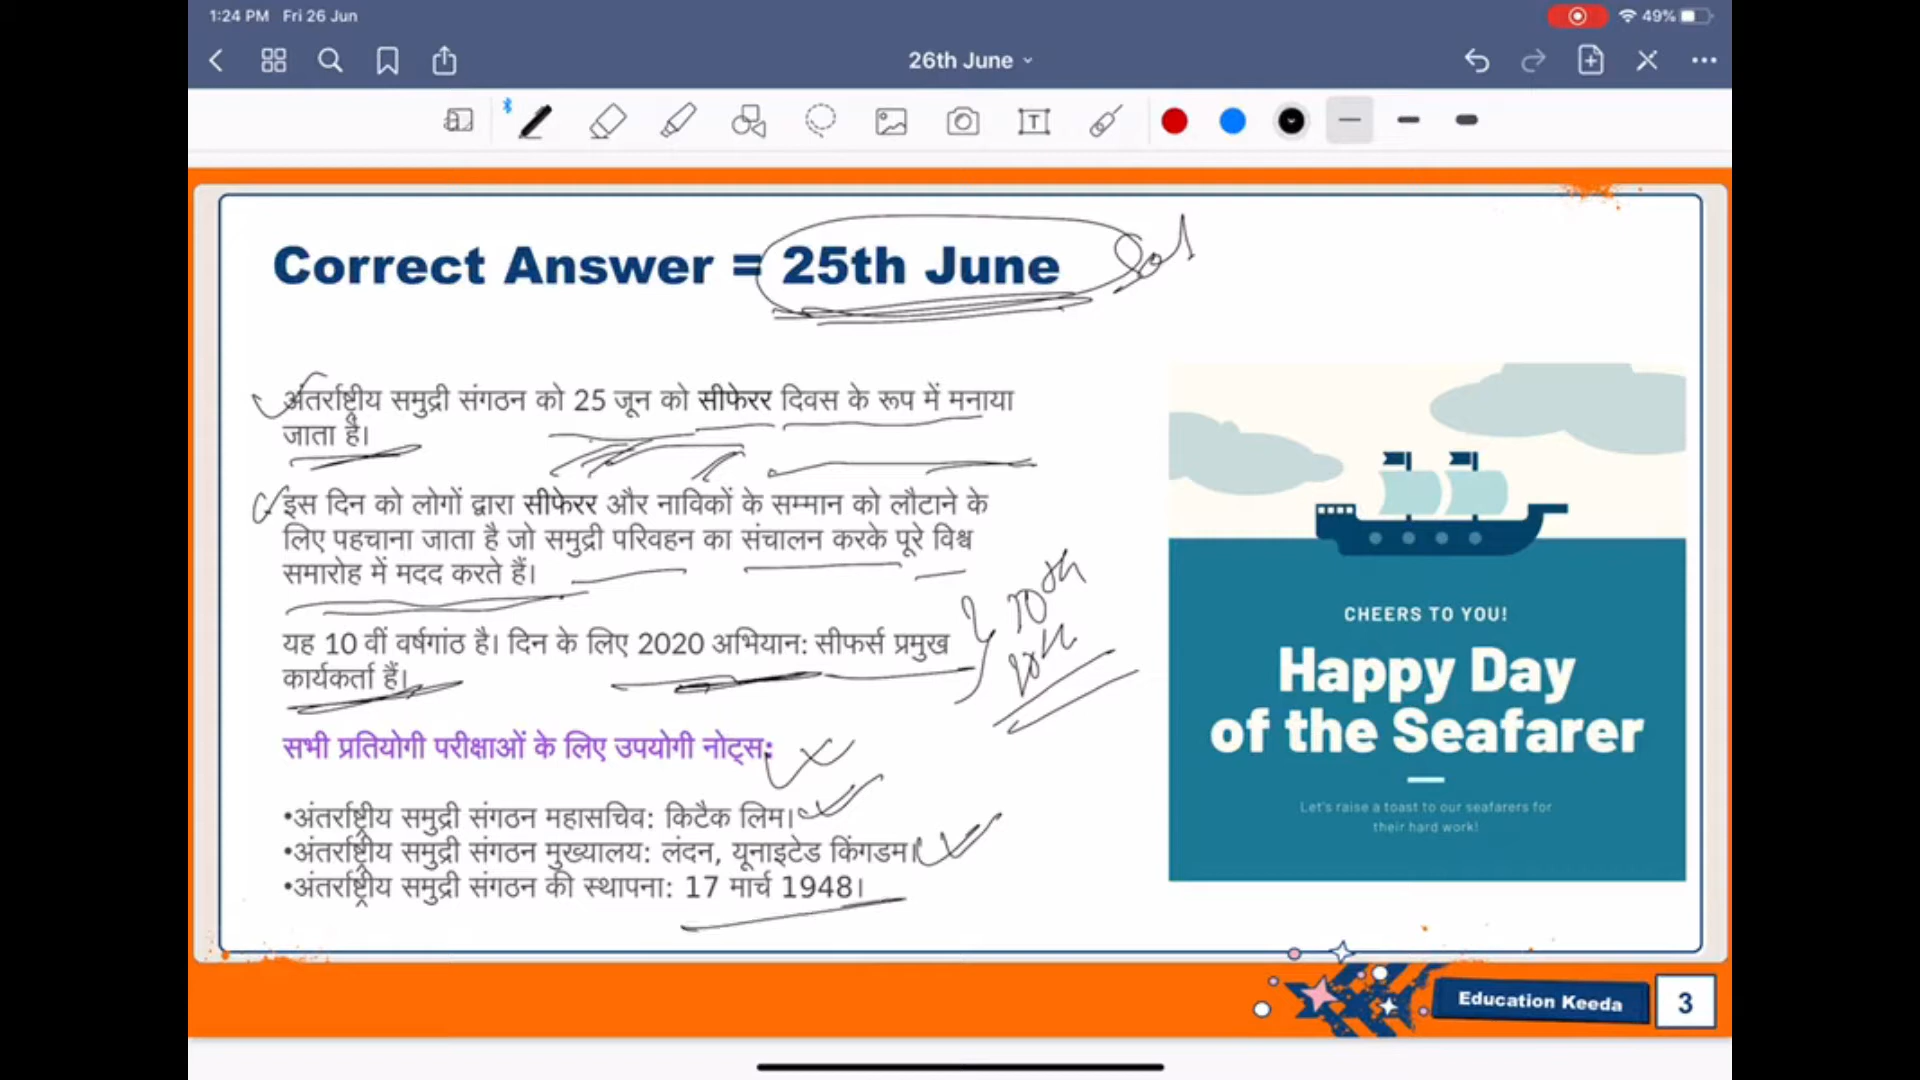 1:24 PM Fri 26 Jun
49%
26th June
Correct Answer = 25th June
अंतर्राष्ट्रीय समुद्री संगठन को 25 जून को सीफेरर दिवस के रूप में मनाया
जाता है।
इस दिन को लोगों द्वारा सीफेरर और नाविकों के सम्मान को लौटाने के
लिए पहचाना जाता है जो समुद्री परिवहन का संचालन करके पूरे विश्व
समारोह में मदद करते हैं।
यह 10 वीं वर्षगांठ है। दिन के लिए 2020 अभियान: सीफर्स प्रमुख
कार्यकर्ता हैं।
10th
सभी प्रतियोगी परीक्षाओं के लिए उपयोगी नोट्स:
•अंतर्राष्ट्रीय समुद्री संगठन महासचिव: किटैक लिम।
•अंतर्राष्ट्रीय समुद्री संगठन मुख्यालय: लंदन, यूनाइटेड किंगडम।
•अंतर्राष्ट्रीय समुद्री संगठन की स्थापना: 17 मार्च 1948।
CHEERS TO YOU!
Happy Day
of the Seafarer
Let's raise a toast to our seafarers for
their hard work!
Education Keeda
3